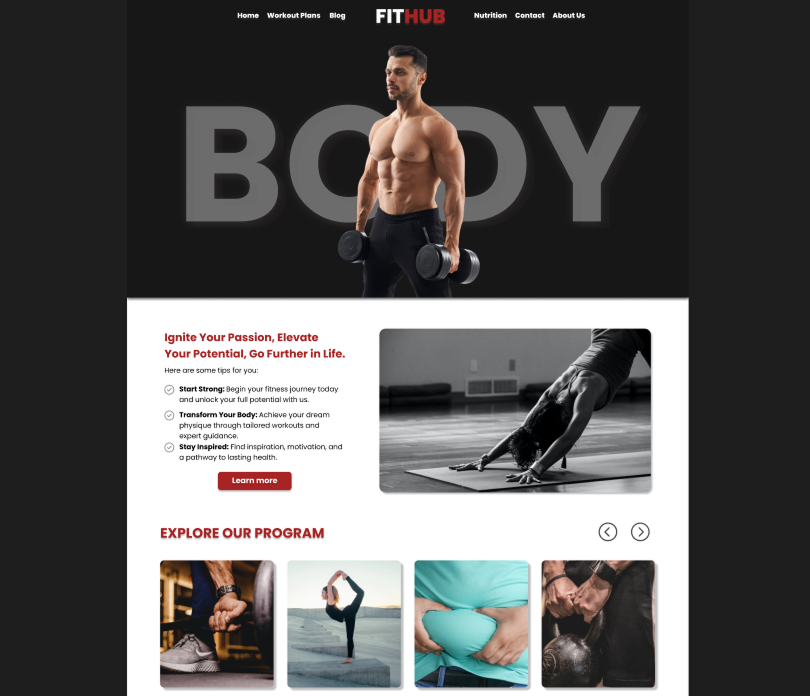 Home Workout Plans Blog FITHUB Nutrition Contact About Us
BODY
Ignite Your Passion, Elevate
Your Potential, Go Further in Life.
Here are some tips for you:
Start Strong: Begin your fitness journey today
and unlock your full potential with us.
Transform Your Body: Achieve your dream
physique through tailored workouts and
expert guidance.
Stay Inspired: Find inspiration, motivation, and
a pathway to lasting health.
Learn more
EXPLORE OUR PROGRAM